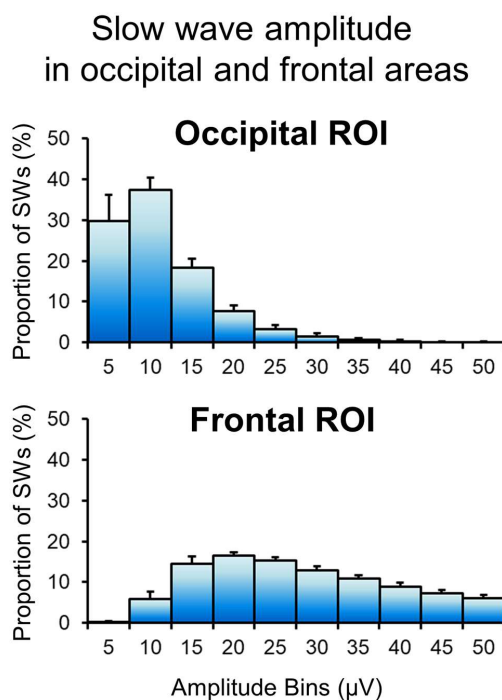 Slow wave amplitude
in occipital and frontal areas
Occipital ROI
Proportion of SWs (%)
50
40
30
20
10
0
5 10 15 20 25 30 35 40 45 50
Frontal ROI
Proportion of SWs (%)
50
40
30
20
10
0
5 10 15 20 25 30 35 40 45 50
Amplitude Bins (μV)